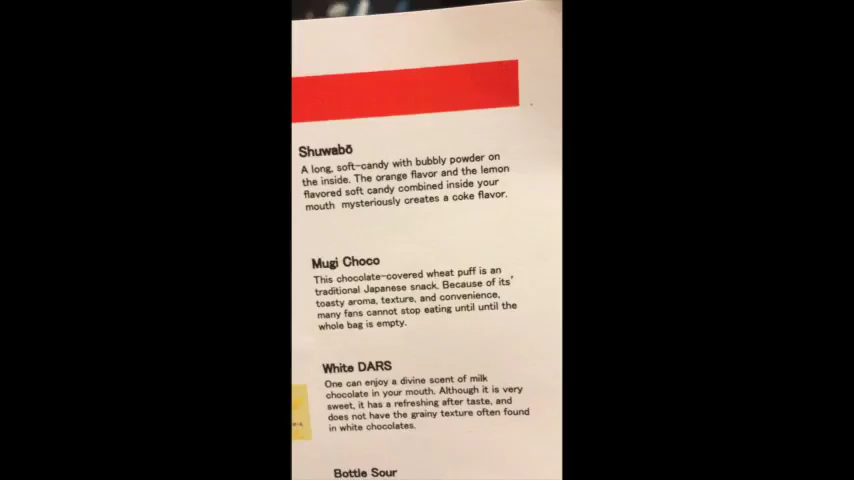 Shuwabō
A long, soft-candy with bubbly powder on
the inside. The orange flavor and the lemon
flavored soft candy combined inside your
mouth mysteriously creates a coke flavor.
Mugi Choco
This chocolate-covered wheat puff is an
traditional Japanese snack. Because of its'
toasty aroma, texture, and convenience,
many fans cannot stop eating until until the
whole bag is empty.
White DARS
One can enjoy a divine scent of milk
chocolate in your mouth. Although it is very
sweet, it has a refreshing after taste, and
does not have the grainy texture often found
in white chocolates.
Bottle Sour